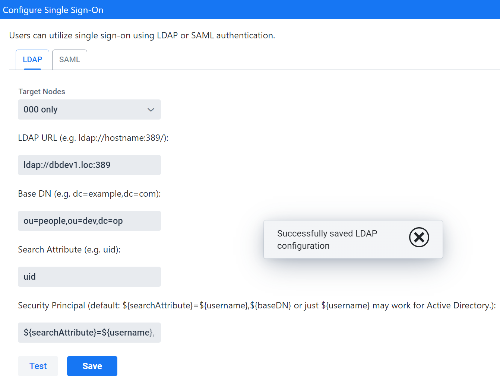 Configure Single Sign-On
Users can utilize single sign-on using LDAP or SAML authentication.
LDAP SAML
Target Nodes
000 only
LDAP URL (e.g. ldap://hostname:389/):
ldap://dbdev1.loc:389
Base DN (e.g. dc=example,dc=com):
ou=people,ou=dev,dc=op
Successfully saved LDAP
configuration
Search Attribute (e.g. uid):
uid
Security Principal (default: ${searchAttribute}=${username},${baseDN} or just ${username} may work for Active Directory.):
${searchAttribute}=${username},
Test Save